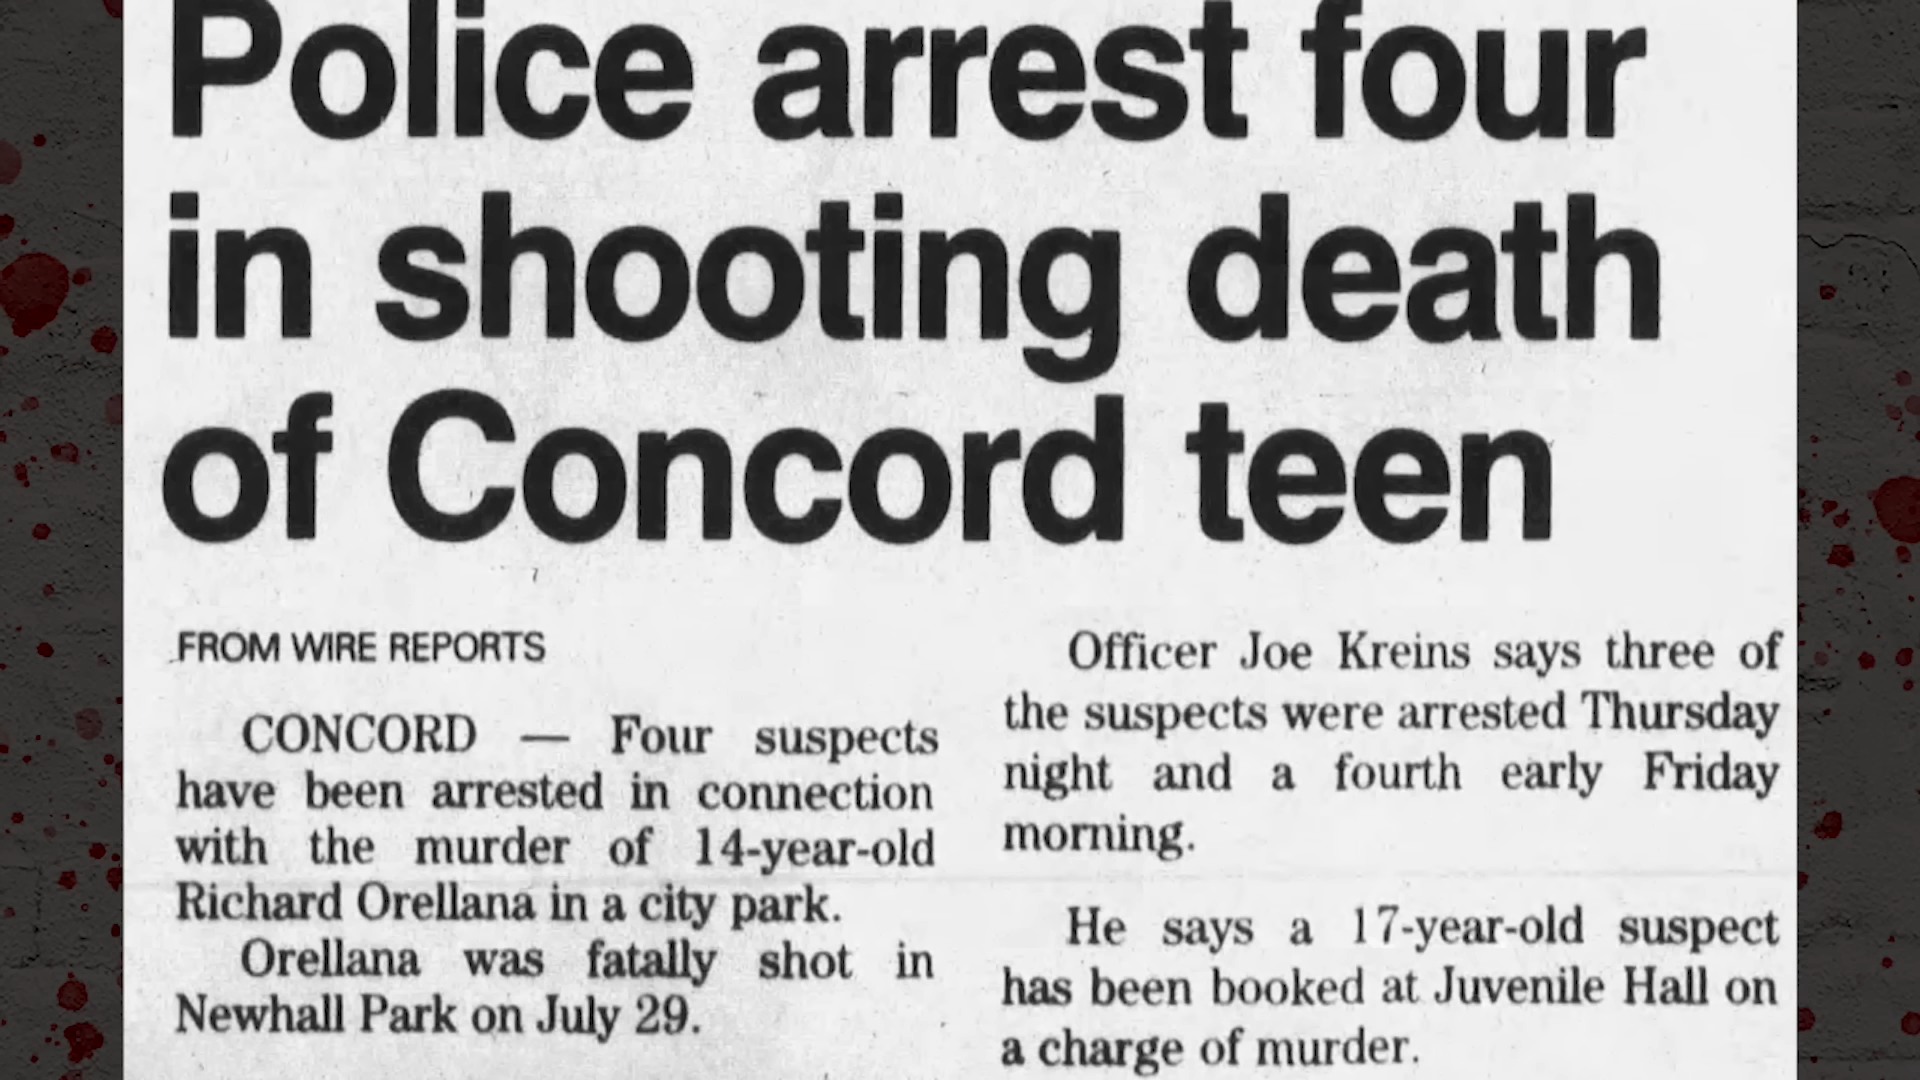 Police arrest four
in shooting death
of Concord teen
FROM WIRE REPORTS
CONCORD — Four suspects
have been arrested in connection
with the murder of 14-year-old
Richard Orellana in a city park.
Orellana was fatally shot in
Newhall Park on July 29.
Officer Joe Kreins says three of
the suspects were arrested Thursday
night and a fourth early Friday
morning.
He says a 17-year-old suspect
has been booked at Juvenile Hall on
a charge of murder.